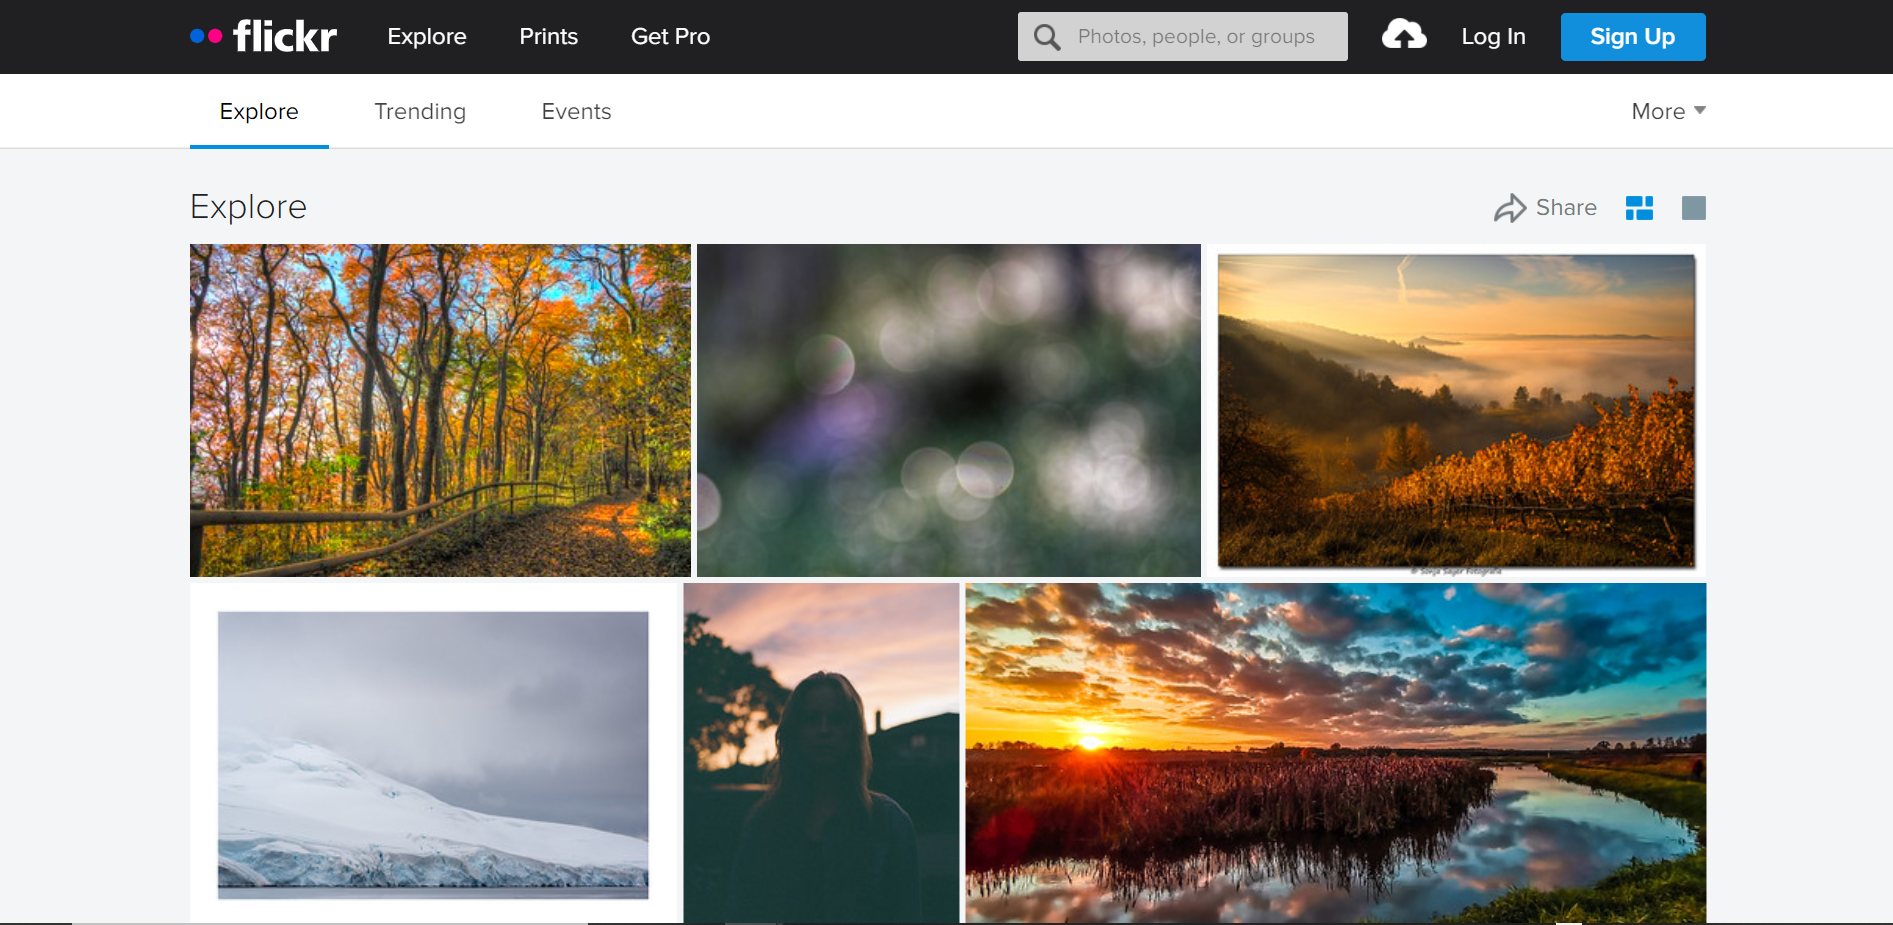 flickr Explore Prints Get Pro Photos, people, or groups Log In Sign Up
Explore Trending Events More
Explore Share
© Sonja Sayer Fotografie